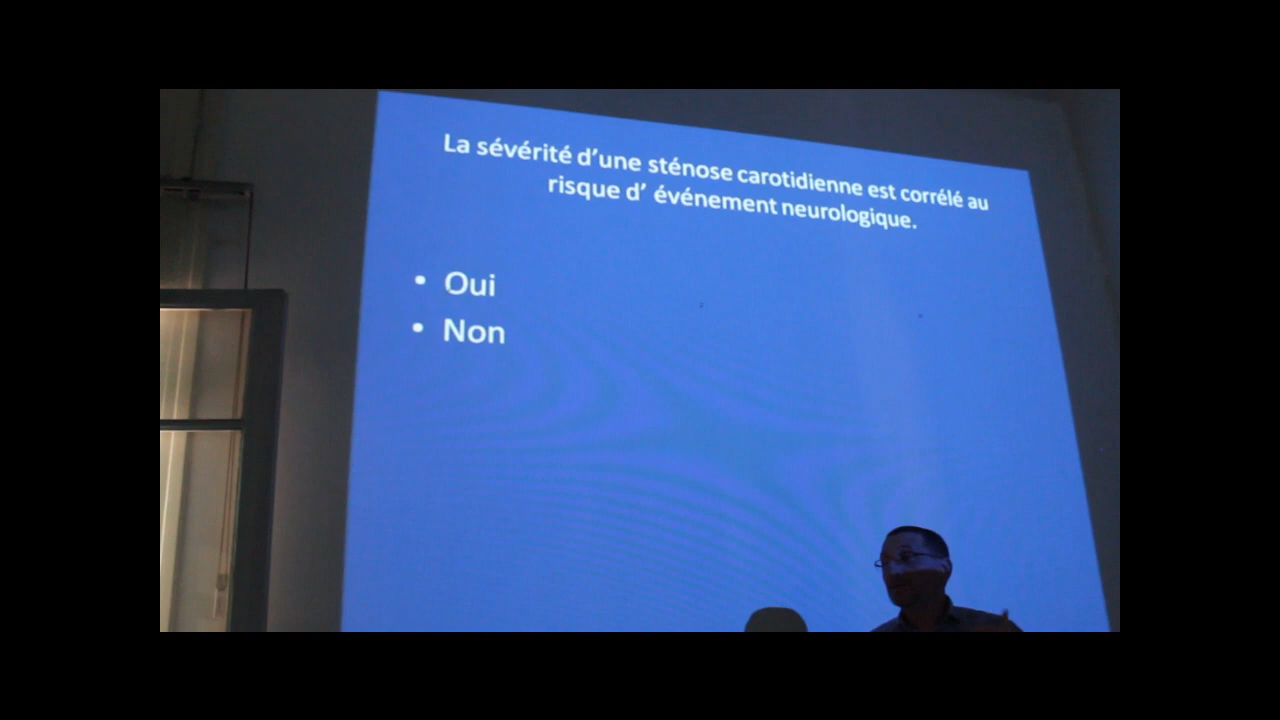 La sévérité d’une sténose carotidienne est corrélé au
risque d’ événement neurologique.
• Oui
• Non